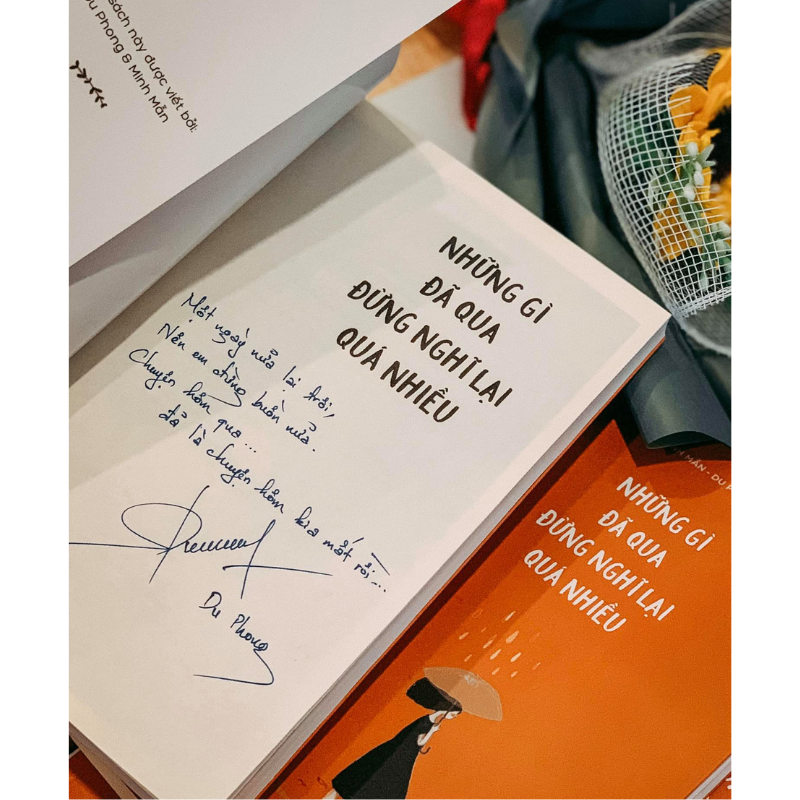 sách này được viết bởi:
Du Phong & Minh Mẫn
NHỮNG GÌ
ĐÃ QUA
ĐỪNG NGHĨ LẠI
QUÁ NHIỀU
Một ngày nữa lại trôi,
Nên em đừng buồn nữa.
Chuyện hôm qua...
đã là chuyện hôm kia mất rồi...
Du Phong
MẪN - DU
NHỮNG GÌ
ĐÃ QUA
ĐỪNG NGHĨ LẠI
QUÁ NHIỀU